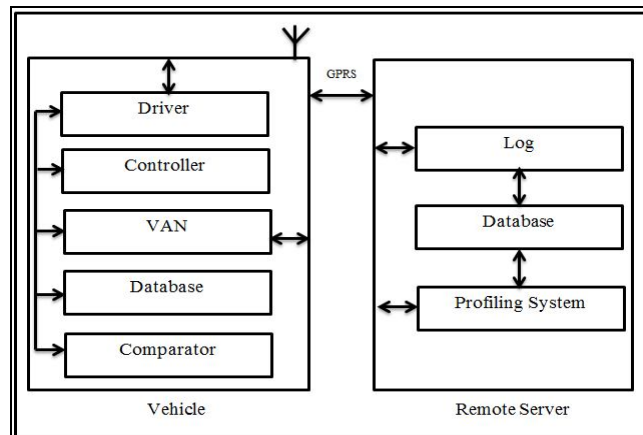 GPRS
Driver
Controller
VAN
Database
Comparator
Vehicle
Log
Database
Profiling System
Remote Server